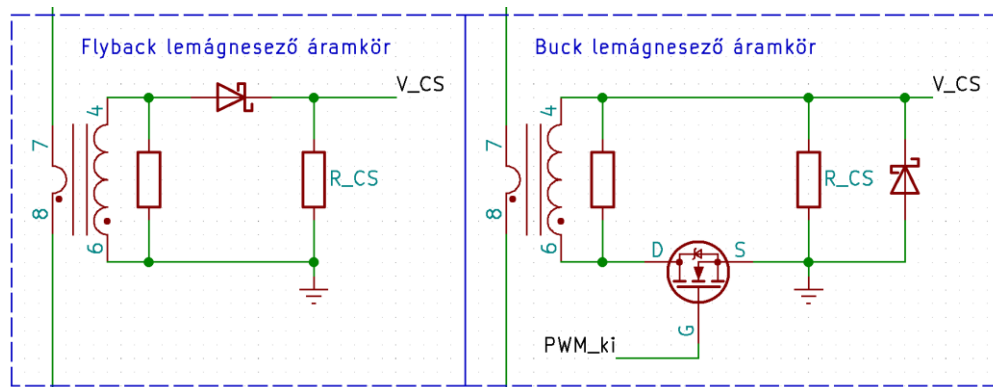 Flyback lemágnesező áramkör
V_CS
4
7
8
6
R_CS
Buck lemágnesező áramkör
V_CS
4
7
8
6
R_CS
D
S
G
PWM_ki